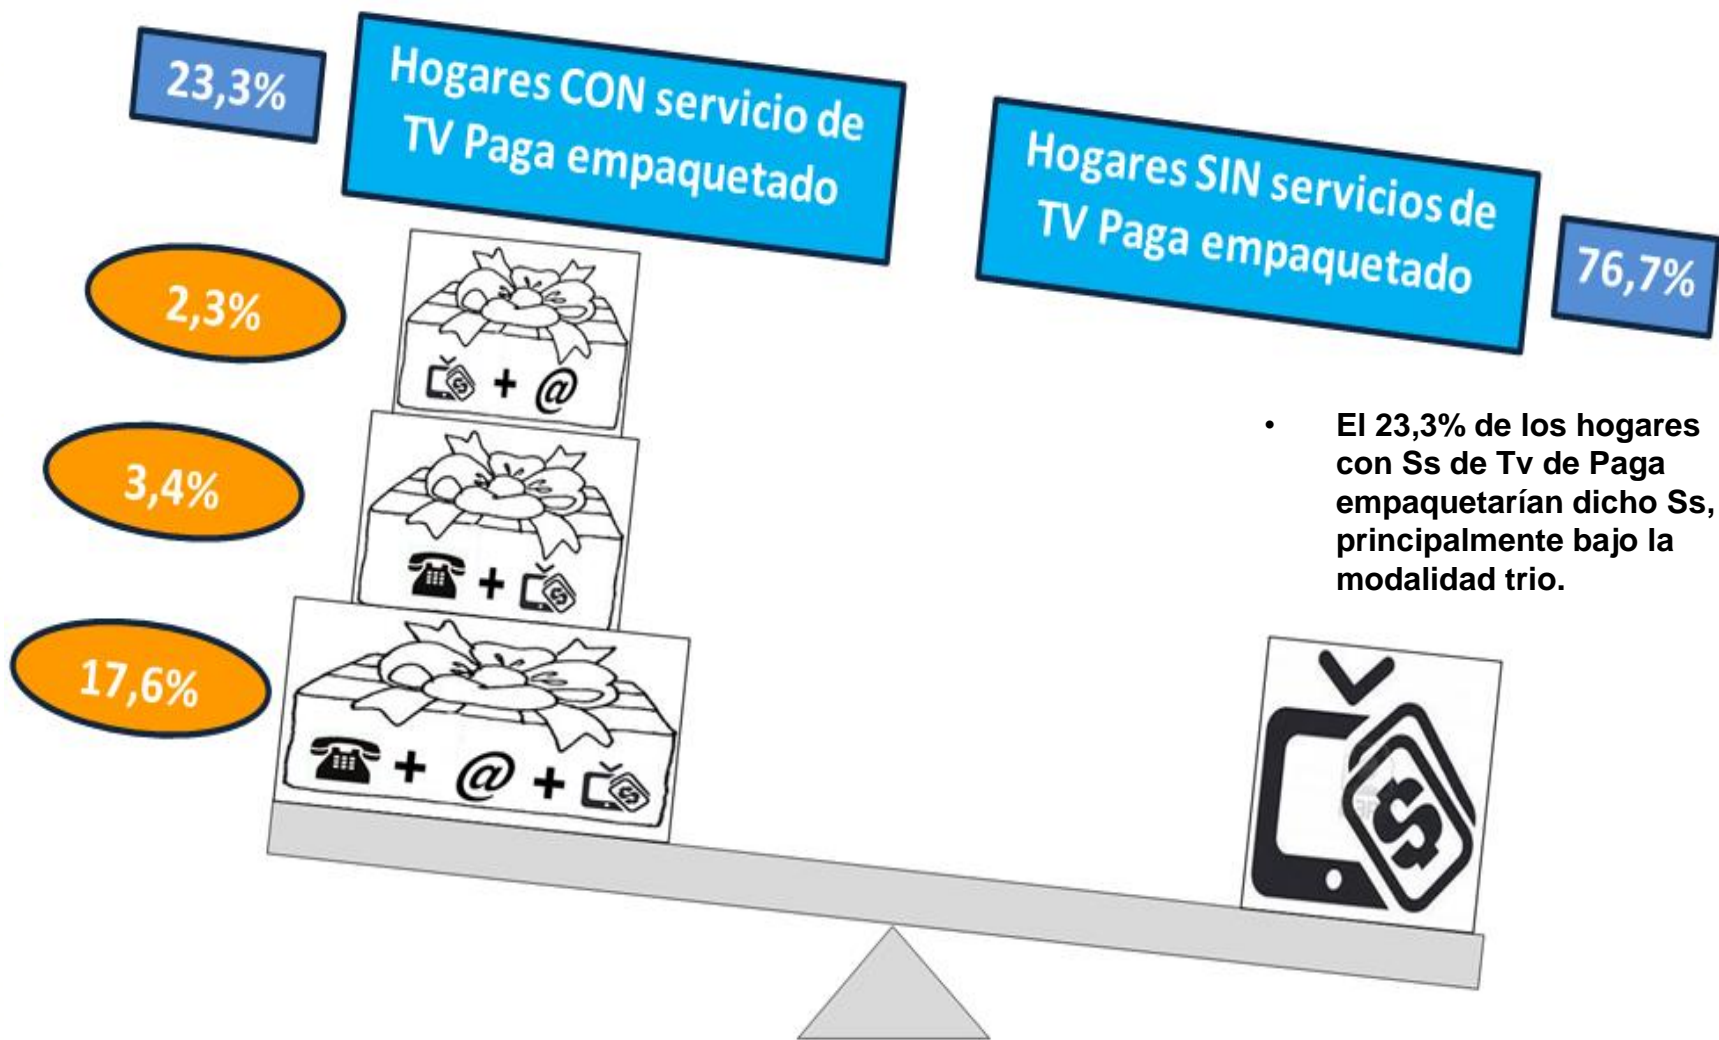 23,3%
Hogares CON servicio de
TV Paga empaquetado
Hogares SIN servicios de
TV Paga empaquetado
76,7%
2,3%
+ @
3,4%
+
17,6%
+ @ +
$
• El 23,3% de los hogares
con Ss de Tv de Paga
empaquetarían dicho Ss,
principalmente bajo la
modalidad trio.